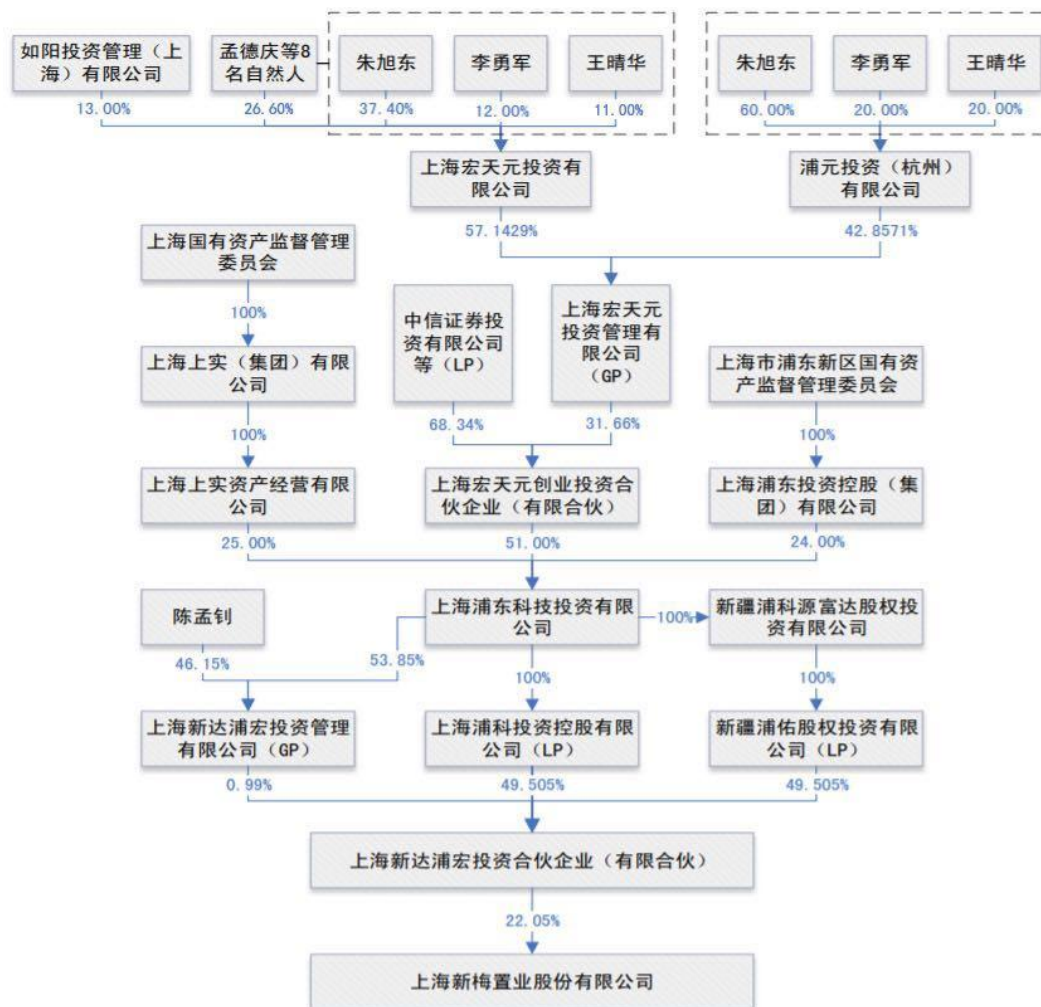 如阳投资管理（上
海）有限公司
孟德庆等8
名自然人
朱旭东
李勇军
王晴华
朱旭东
李勇军
王晴华
13.00%
26.60%
37.40%
12.00%
11.00%
60.00%
20.00%
20.00%
上海宏天元投资有
限公司
浦元投资（杭州）
有限公司
57.1429%
42.8571%
上海国有资产监督管理
委员会
100%
中信证券投
资有限公司
等（LP）
上海宏天元
投资管理有
限公司
（GP）
上海上实（集团）有限
公司
上海市浦东新区国有资
产监督管理委员会
68.34%
31.66%
100%
100%
上海上实资产经营有限
公司
上海宏天元创业投资合
伙企业（有限合伙）
上海浦东投资控股（集
团）有限公司
25.00%
51.00%
24.00%
陈孟钊
上海浦东科技投资有限
公司
100%
新疆浦科源富达股权投
资有限公司
46.15%
53.85%
100%
100%
上海新达浦宏投资管理
有限公司（GP）
上海浦科投资控股有限
公司（LP）
新疆浦佑股权投资有限
公司（LP）
0.99%
49.505%
49.505%
上海新达浦宏投资合伙企业（有限合伙）
22.05%
上海新梅置业股份有限公司